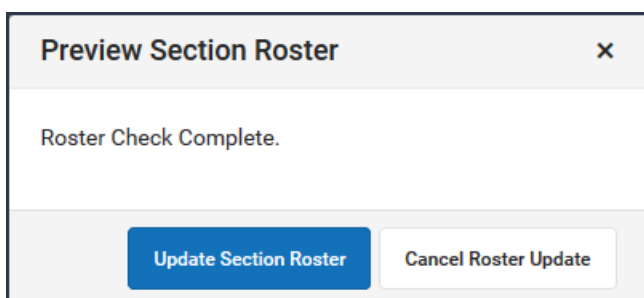 Preview Section Roster ×
Roster Check Complete.
Update Section Roster Cancel Roster Update